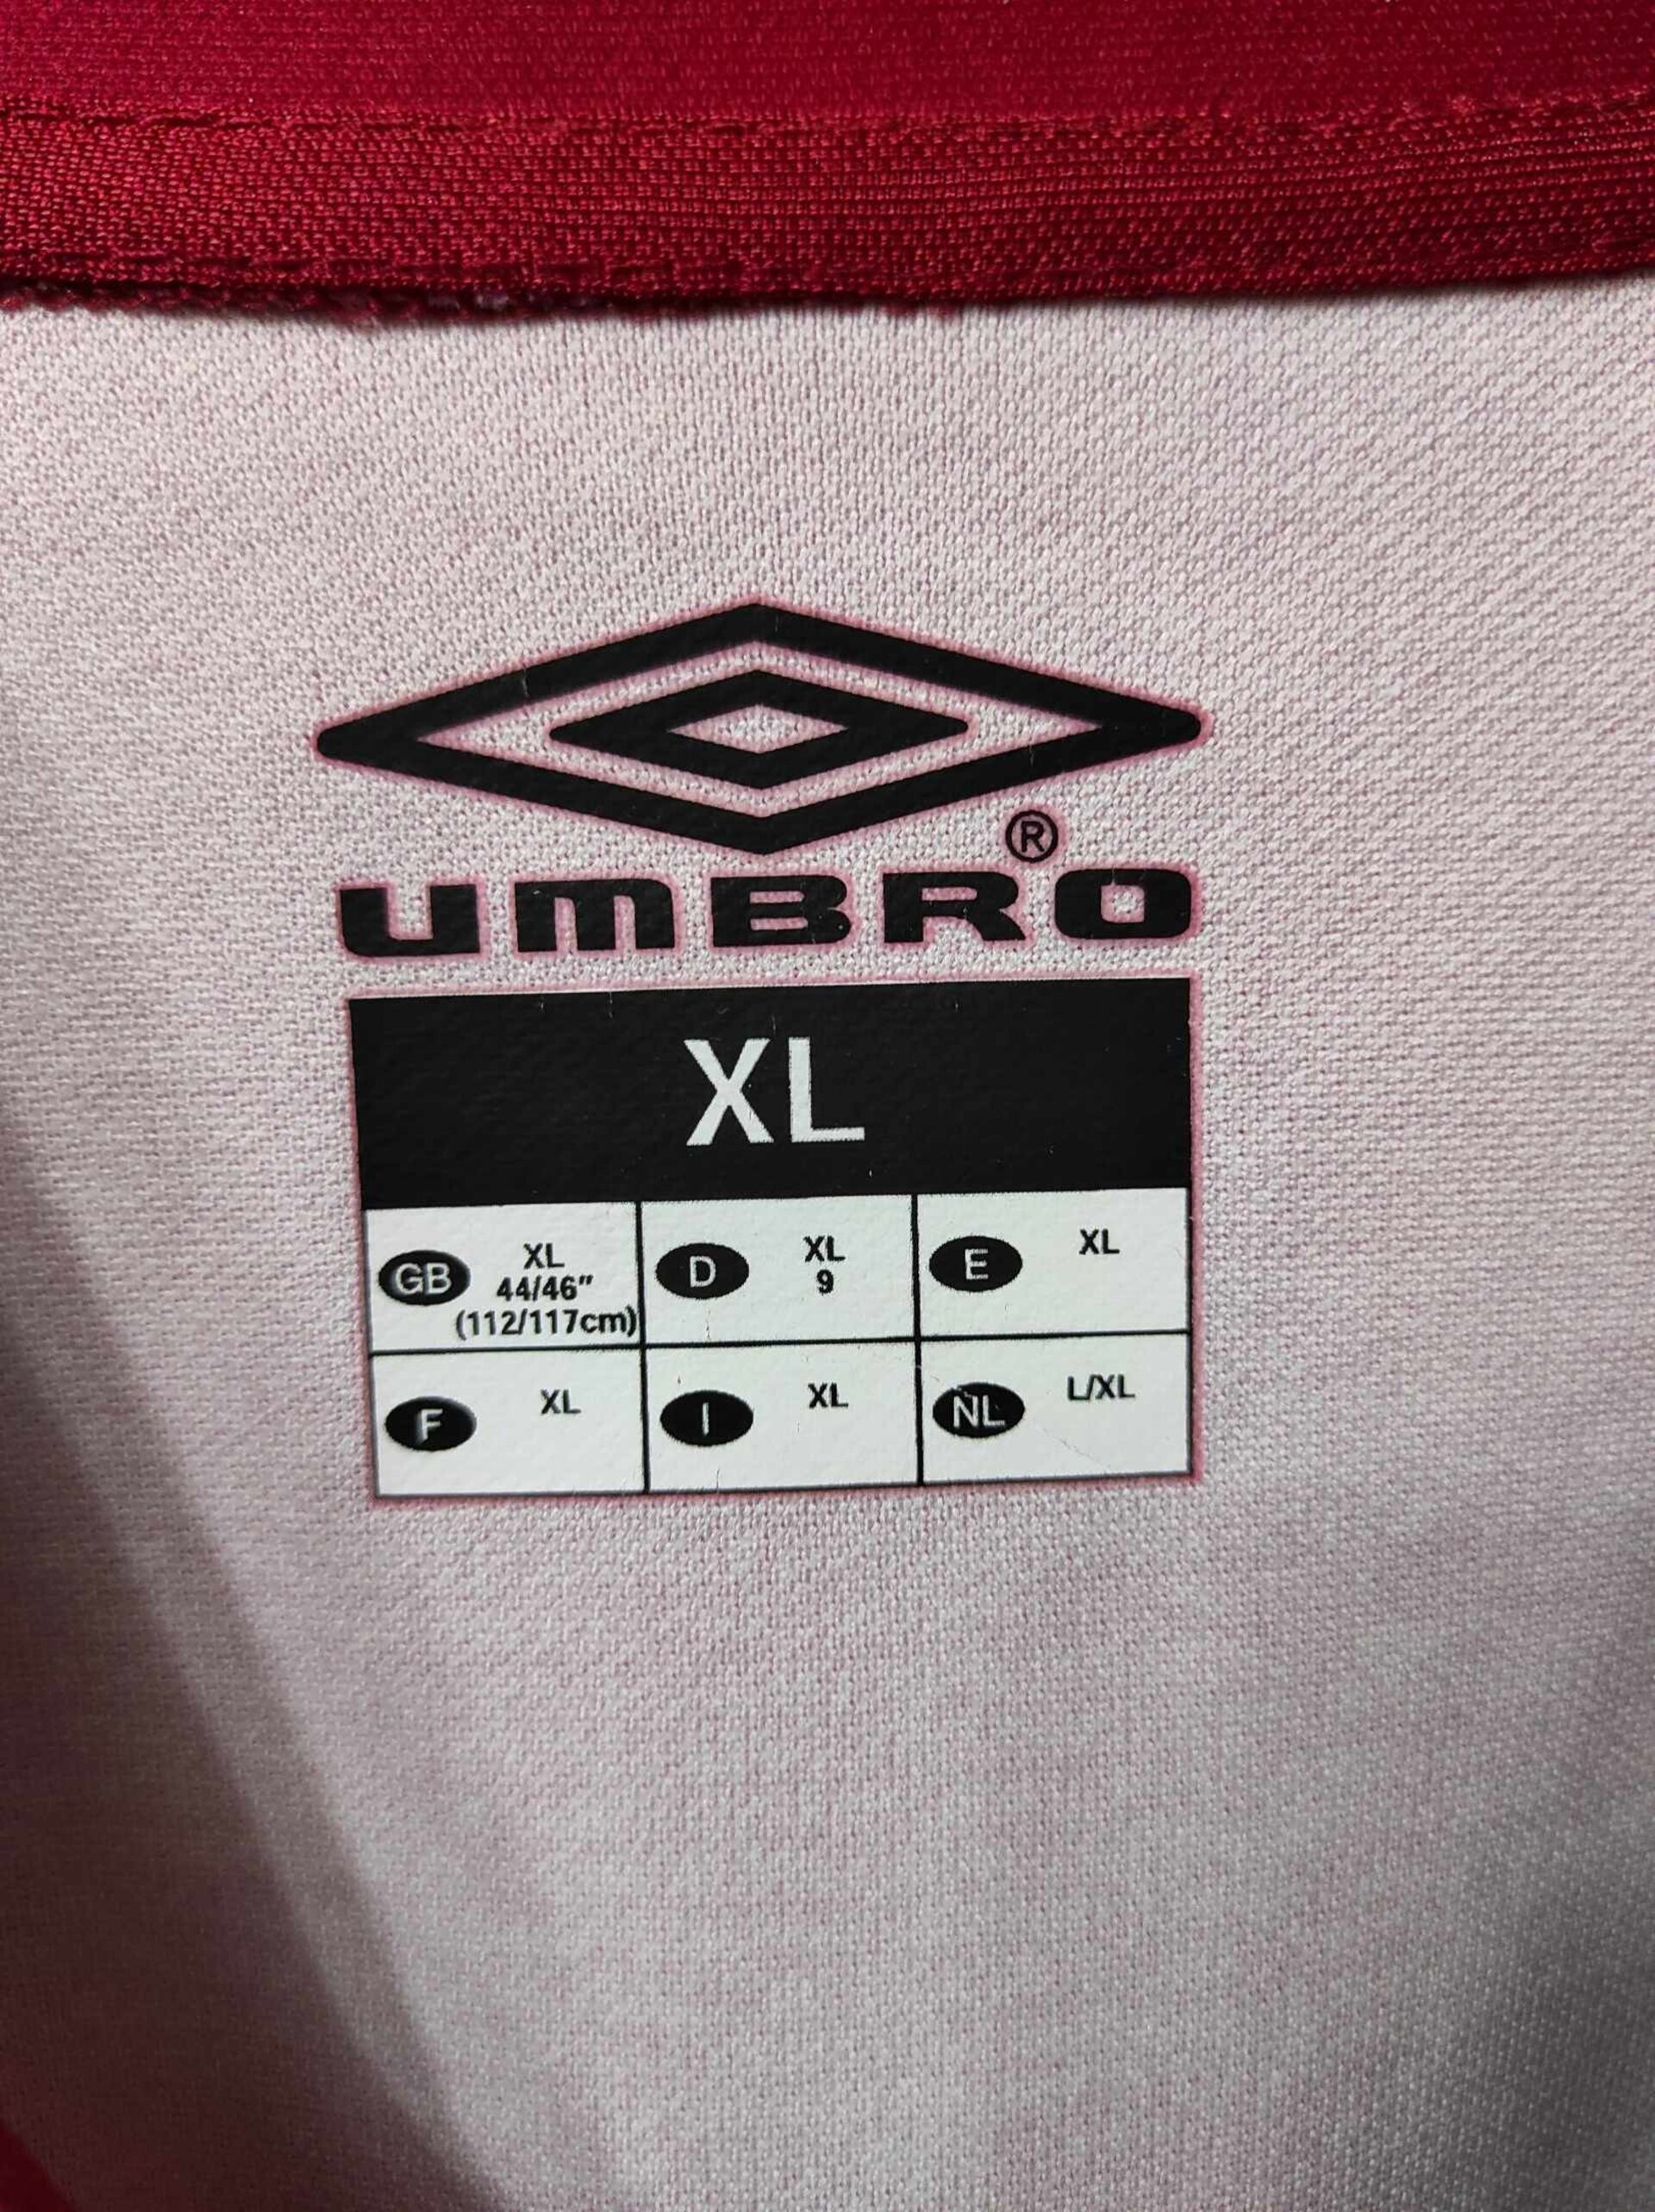 ®
UMBRO
XL
GB XL
44/46"
(112/117cm)
D XL
9
E XL
F XL
I XL
NL L/XL